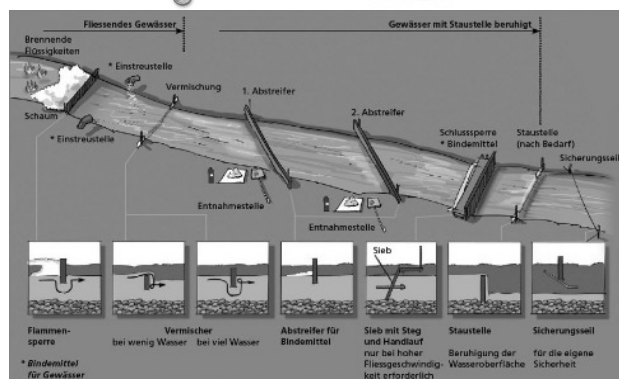 Fliessendes Gewässer
Gewässer mit Staustelle beruhigt
Brennende
Flüssigkeiten
* Einstreustelle
Vermischung
1. Abstreifer
2. Abstreifer
Schlusssperre
* Bindemittel
Staustelle
(nach Bedarf)
Sicherungsseil
Schaum
* Einstreustelle
Entnahmestelle
Entnahmestelle
Sieb
Flammen-
sperre
Vermischer
bei wenig Wasser
bei viel Wasser
Abstreifer für
Bindemittel
Sieb mit Steg
und Handlauf
nur bei hoher
Fliessgeschwindig-
keit erforderlich
Staustelle
Beruhigung der
Wasseroberfläche
Sicherungsseil
für die eigene
Sicherheit
* Bindemittel
für Gewässer